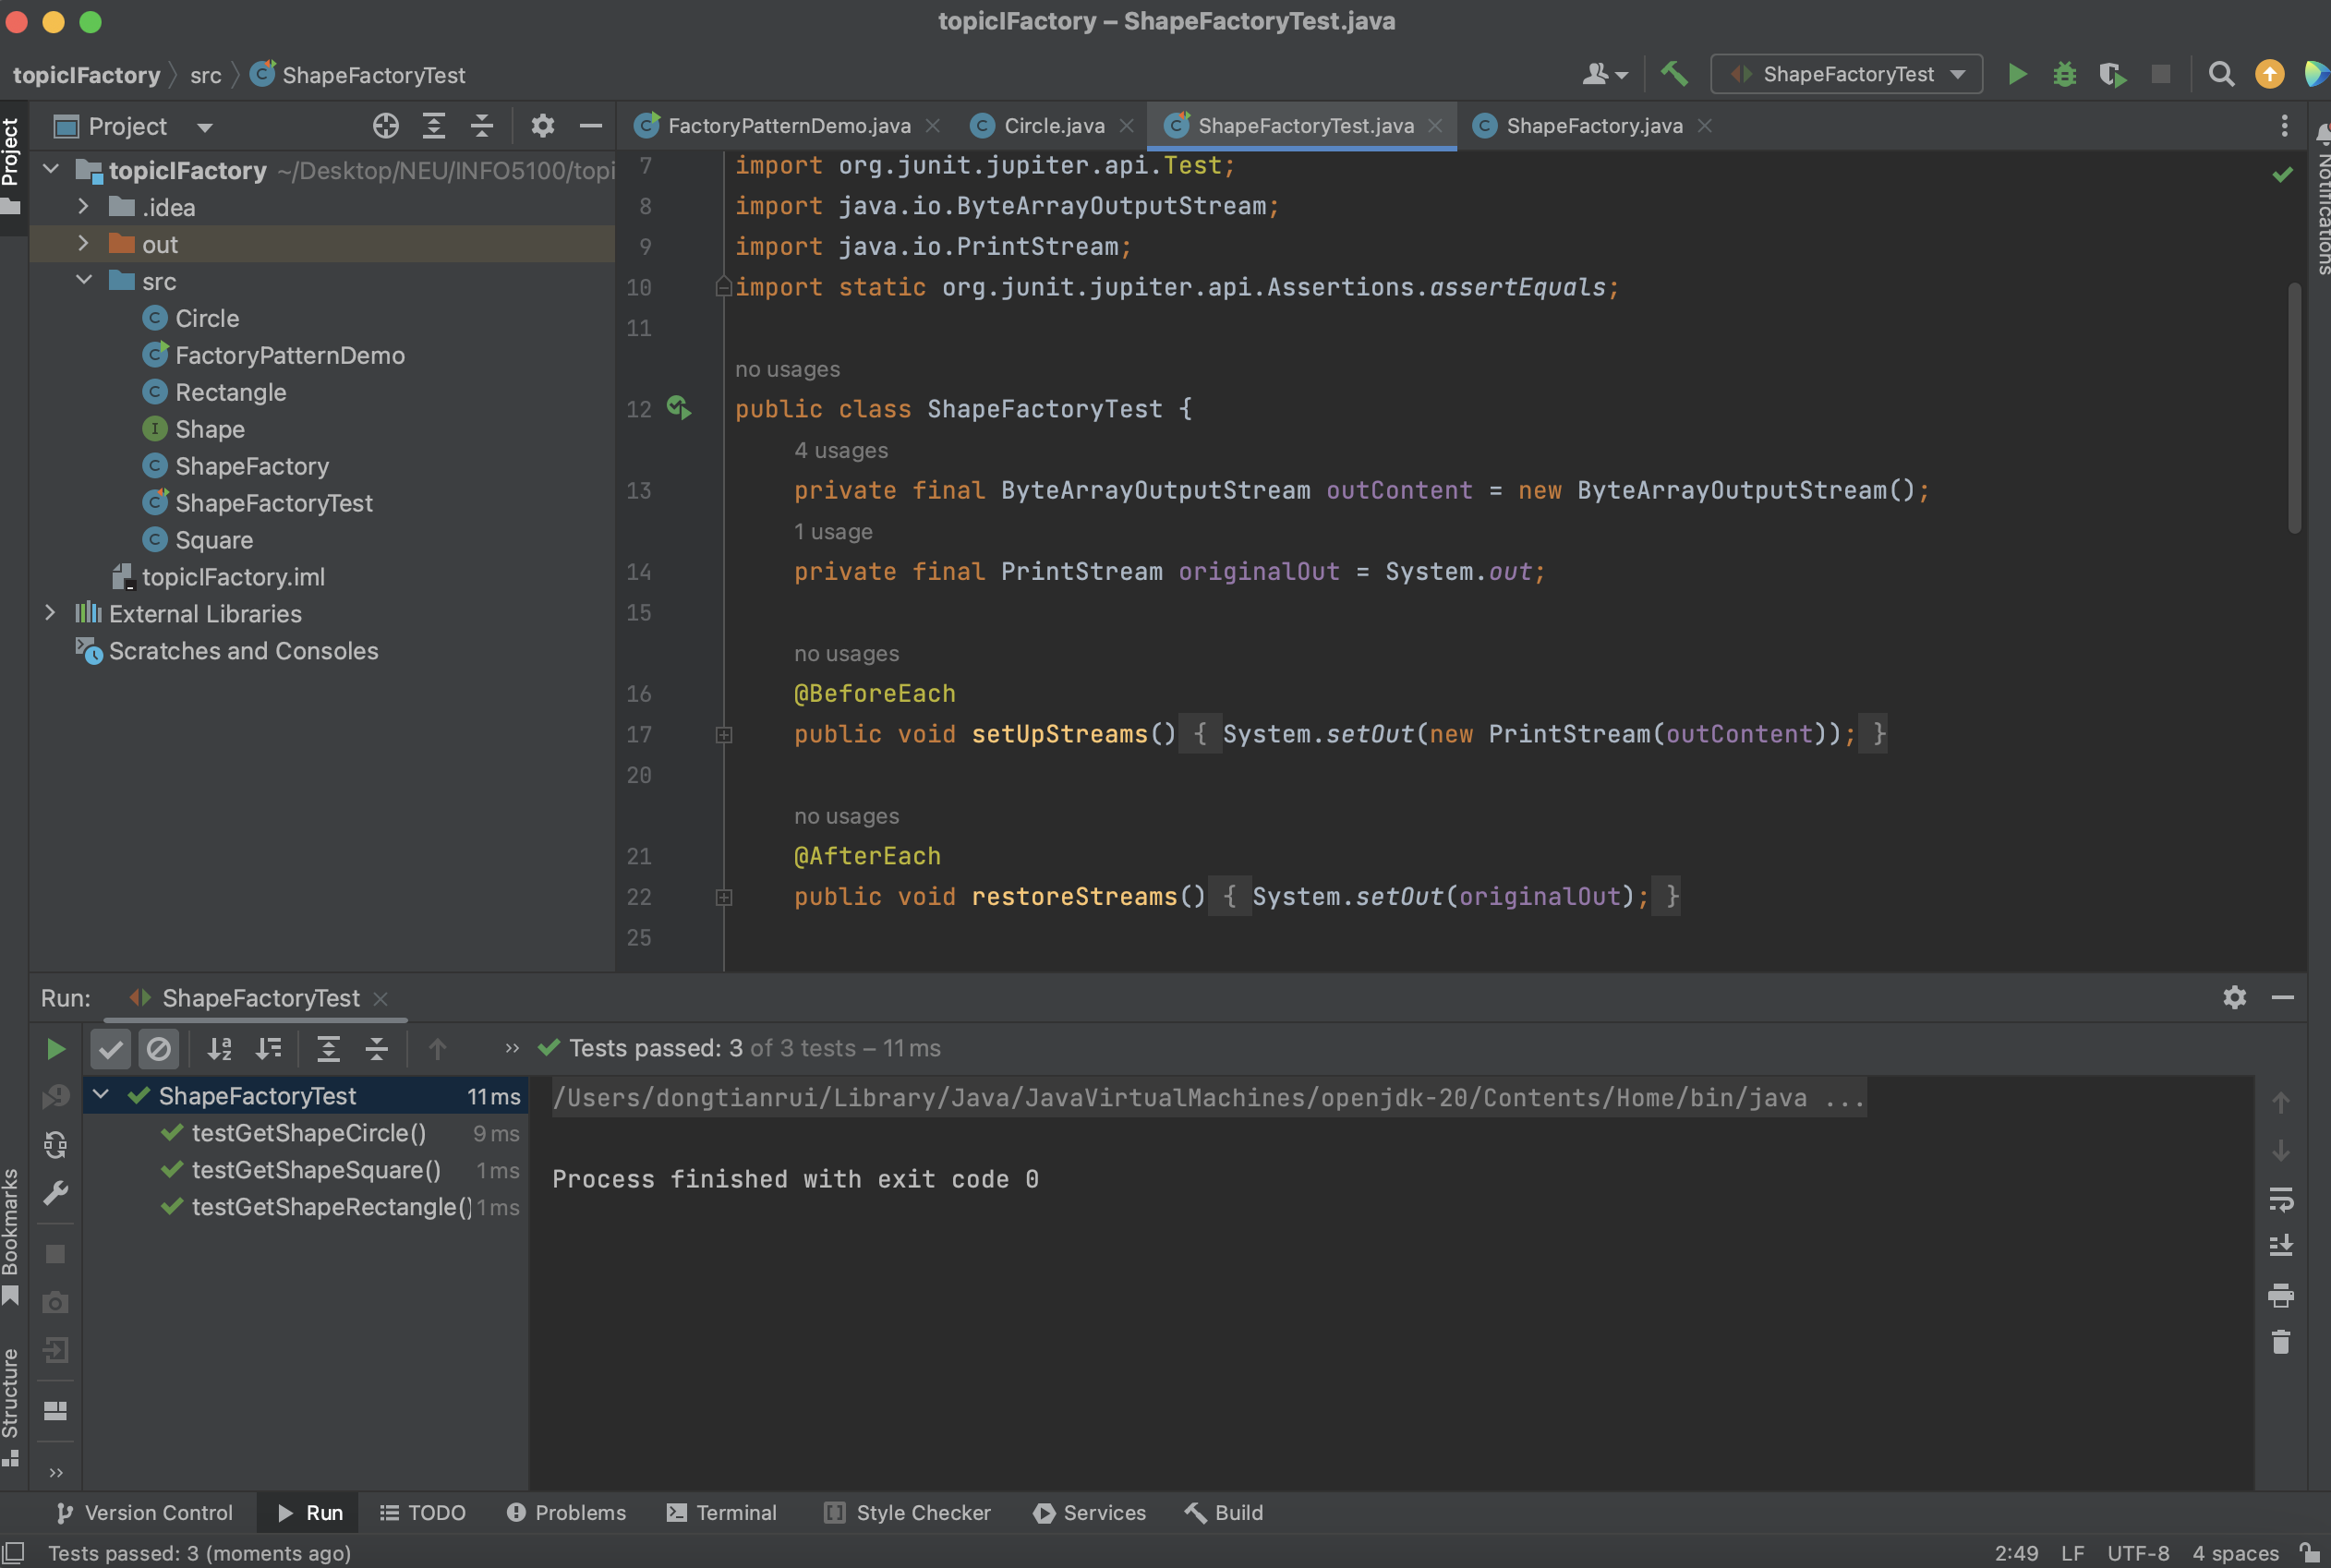 topicIFactory – ShapeFactoryTest.java
topicIFactory src ShapeFactoryTest
ShapeFactoryTest
Project
Project
FactoryPatternDemo.java
Circle.java
ShapeFactoryTest.java
ShapeFactory.java
Notifications
topicIFactory ~/Desktop/NEU/INFO5100/topi
.idea
out
src
Circle
FactoryPatternDemo
Rectangle
Shape
ShapeFactory
ShapeFactoryTest
Square
topicIFactory.iml
External Libraries
Scratches and Consoles
7 import org.junit.jupiter.api.Test;
8 import java.io.ByteArrayOutputStream;
9 import java.io.PrintStream;
10 import static org.junit.jupiter.api.Assertions.assertEquals;
11
no usages
12 public class ShapeFactoryTest {
4 usages
13 private final ByteArrayOutputStream outContent = new ByteArrayOutputStream();
1 usage
14 private final PrintStream originalOut = System.out;
15
no usages
16 @BeforeEach
17 public void setUpStreams() { System.setOut(new PrintStream(outContent)); }
20
no usages
21 @AfterEach
22 public void restoreStreams() { System.setOut(originalOut); }
25
Run: ShapeFactoryTest
Tests passed: 3 of 3 tests – 11 ms
ShapeFactoryTest 11 ms
testGetShapeCircle() 9 ms
testGetShapeSquare() 1 ms
testGetShapeRectangle() 1 ms
/Users/dongtianrui/Library/Java/JavaVirtualMachines/openjdk-20/Contents/Home/bin/java ...
Process finished with exit code 0
Bookmarks
Structure
Version Control
Run
TODO
Problems
Terminal
Style Checker
Services
Build
Tests passed: 3 (moments ago)
2:49 LF UTF-8 4 spaces